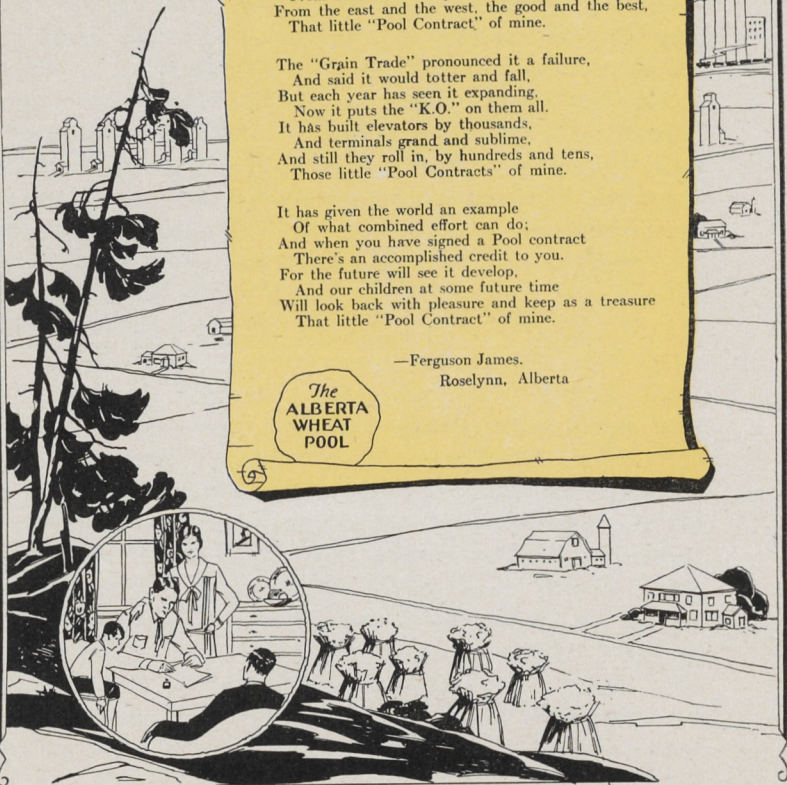 From the east and the west, the good and the best,
That little "Pool Contract" of mine.
The "Grain Trade" pronounced it a failure,
And said it would totter and fall,
But each year has seen it expanding,
Now it puts the "K.O." on them all.
It has built elevators by thousands,
And terminals grand and sublime,
And still they roll in, by hundreds and tens,
Those little "Pool Contracts" of mine.
It has given the world an example
Of what combined effort can do;
And when you have signed a Pool contract
There's an accomplished credit to you.
For the future will see it develop,
And our children at some future time
Will look back with pleasure and keep as a treasure
That little "Pool Contract" of mine.
—Ferguson James.
Roselynn, Alberta
The
ALBERTA
WHEAT
POOL